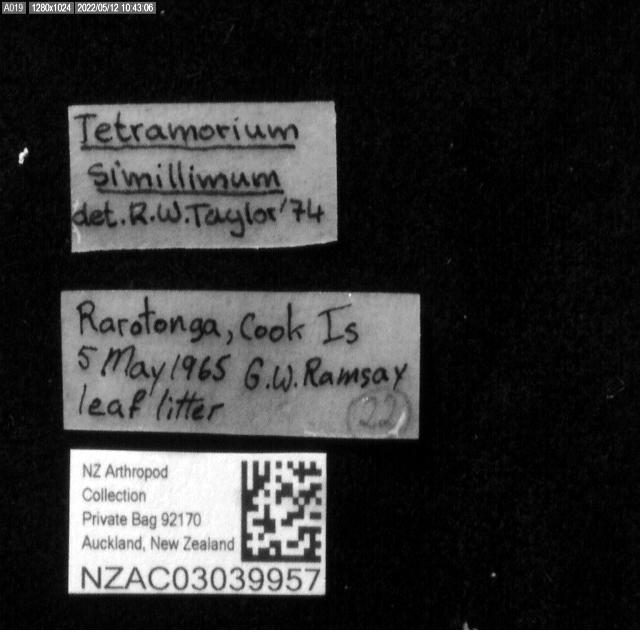 A019 1280x1024 2022/05/12 10:43:06
Tetramorium
simillimum
det. R.W. Taylor '74
Rarotonga, Cook Is
5 May 1965 G.W. Ramsay
leaf litter
22
NZ Arthropod
Collection
Private Bag 92170
Auckland, New Zealand
NZAC03039957